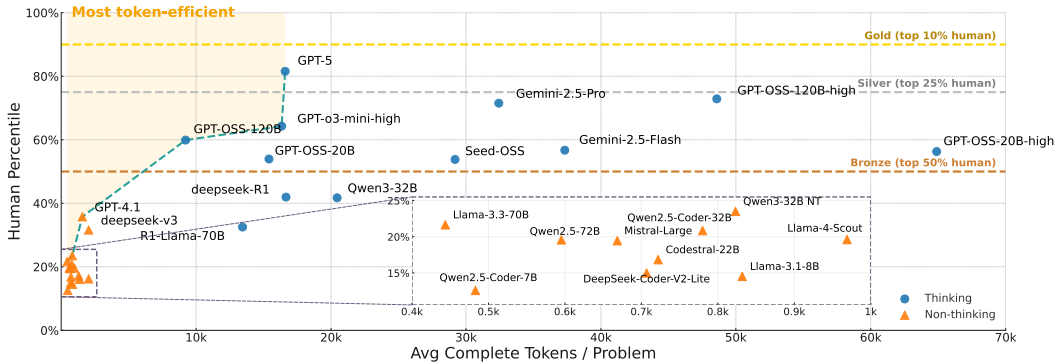 Most token-efficient
Human Percentile
100%
80%
60%
40%
20%
0%
Gold (top 10% human)
Silver (top 25% human)
Bronze (top 50% human)
GPT-5
Gemini-2.5-Pro
GPT-OSS-120B-high
GPT-OSS-120B
GPT-o3-mini-high
GPT-OSS-20B
Seed-OSS
Gemini-2.5-Flash
GPT-OSS-20B-high
deepseek-R1
Qwen3-32B
GPT-4.1
deepseek-v3
R1-Llama-70B
25%
20%
15%
Llama-3.3-70B
Qwen2.5-72B
Qwen2.5-Coder-32B
Mistral-Large
Qwen3-32B NT
Llama-4-Scout
Codestral-22B
Qwen2.5-Coder-7B
DeepSeek-Coder-V2-Lite
Llama-3.1-8B
0.4k 0.5k 0.6k 0.7k 0.8k 0.9k 1k
Thinking
Non-thinking
10k 20k 30k 40k 50k 60k 70k
Avg Complete Tokens / Problem